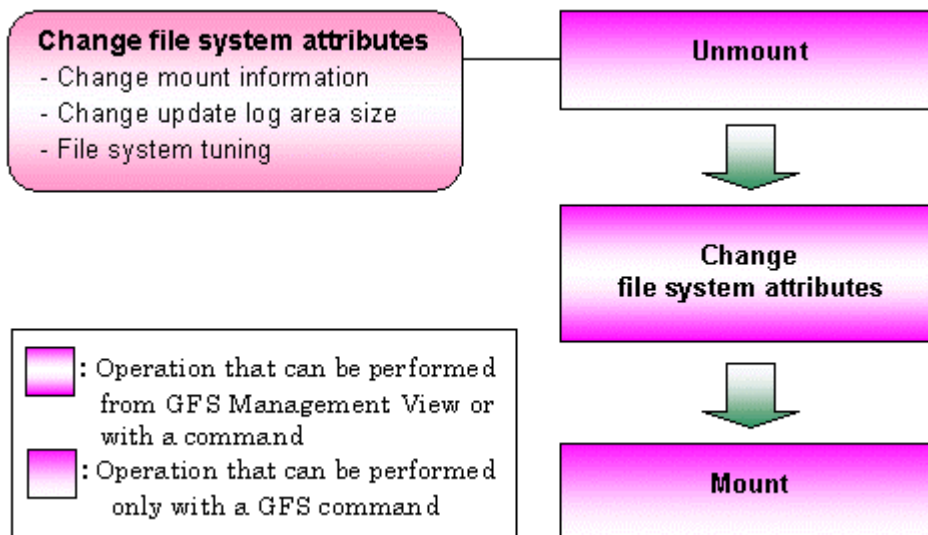 Change file system attributes
- Change mount information
- Change update log area size
- File system tuning
Unmount
Change
file system attributes
Mount
: Operation that can be performed
from GFS Management View or
with a command
: Operation that can be performed
only with a GFS command